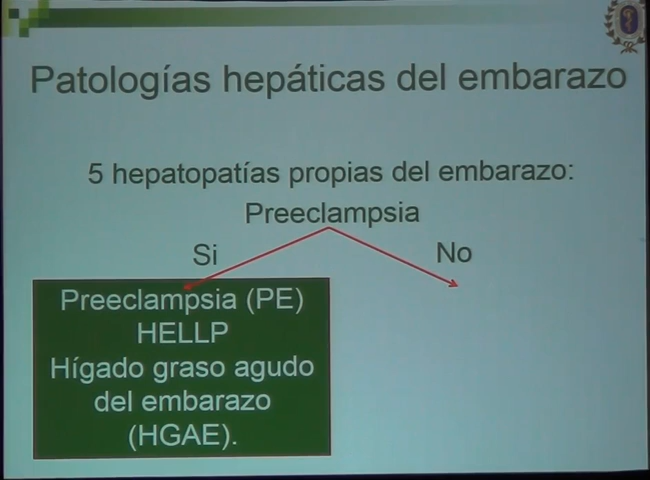 Patologías hepáticas del embarazo
5 hepatopatías propias del embarazo:
Preeclampsia
Si
No
Preeclampsia (PE)
HELLP
Hígado graso agudo
del embarazo
(HGAE).